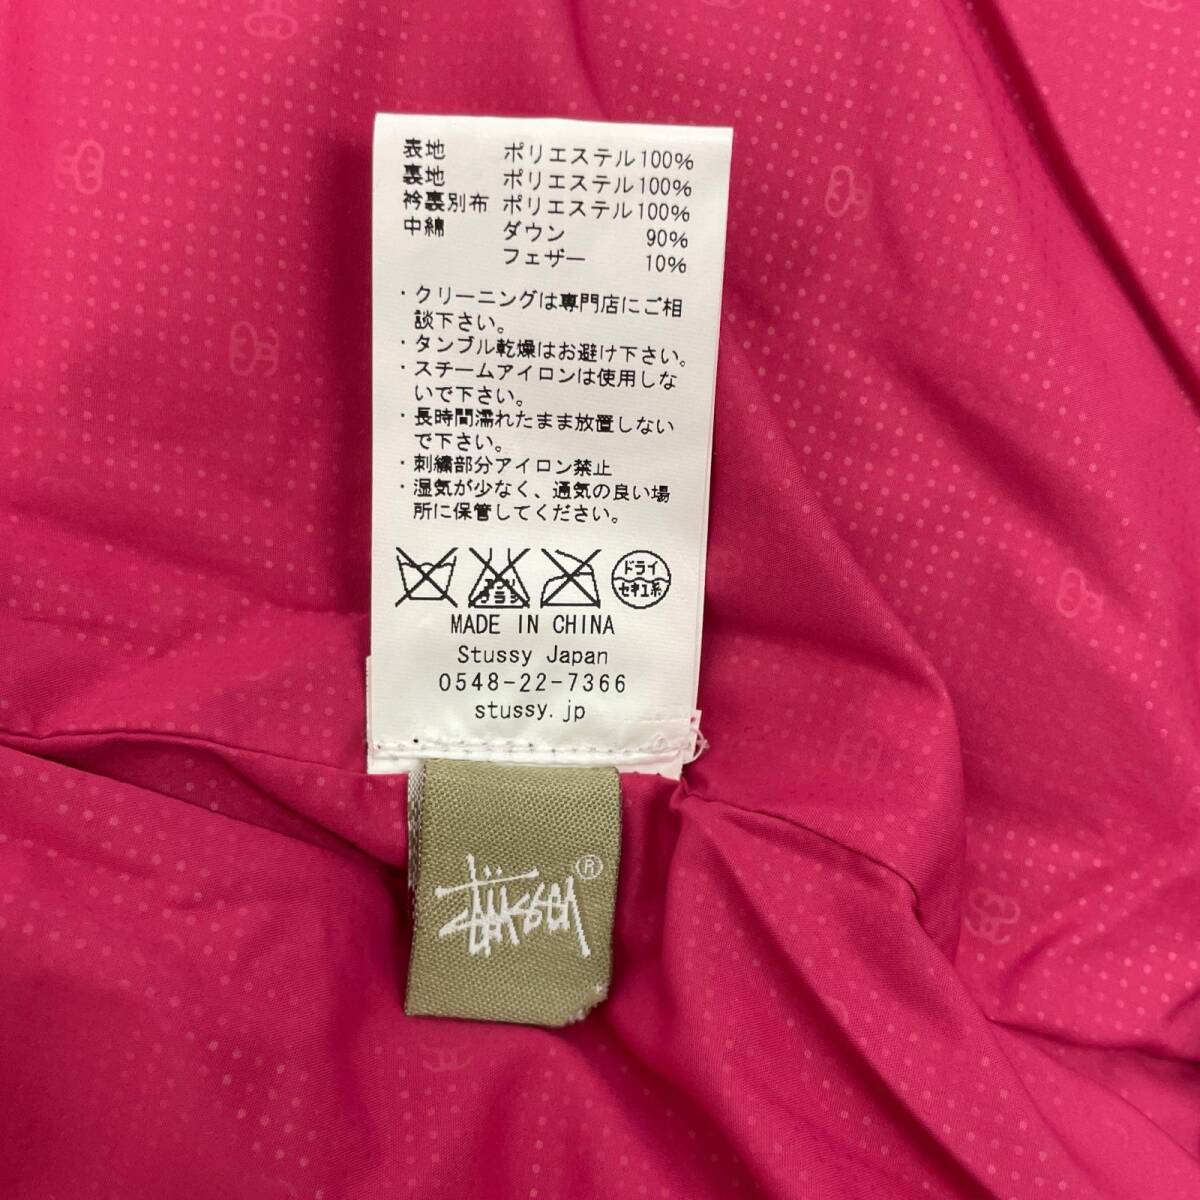 表地 ポリエステル100%
裏地 ポリエステル100%
衿裏別布 ポリエステル100%
中綿 ダウン 90%
フェザー 10%
・クリーニングは専門店にご相
談下さい。
・タンブル乾燥はお避け下さい。
・スチームアイロンは使用しな
いで下さい。
・長時間濡れたまま放置しない
で下さい。
・刺繍部分アイロン禁止
・湿気が少なく、通気の良い場
所に保管してください。
エンソ
サラシ
ドライ
セキユ系
MADE IN CHINA
Stussy Japan
0548-22-7366
stussy.jp
Stüssy ®